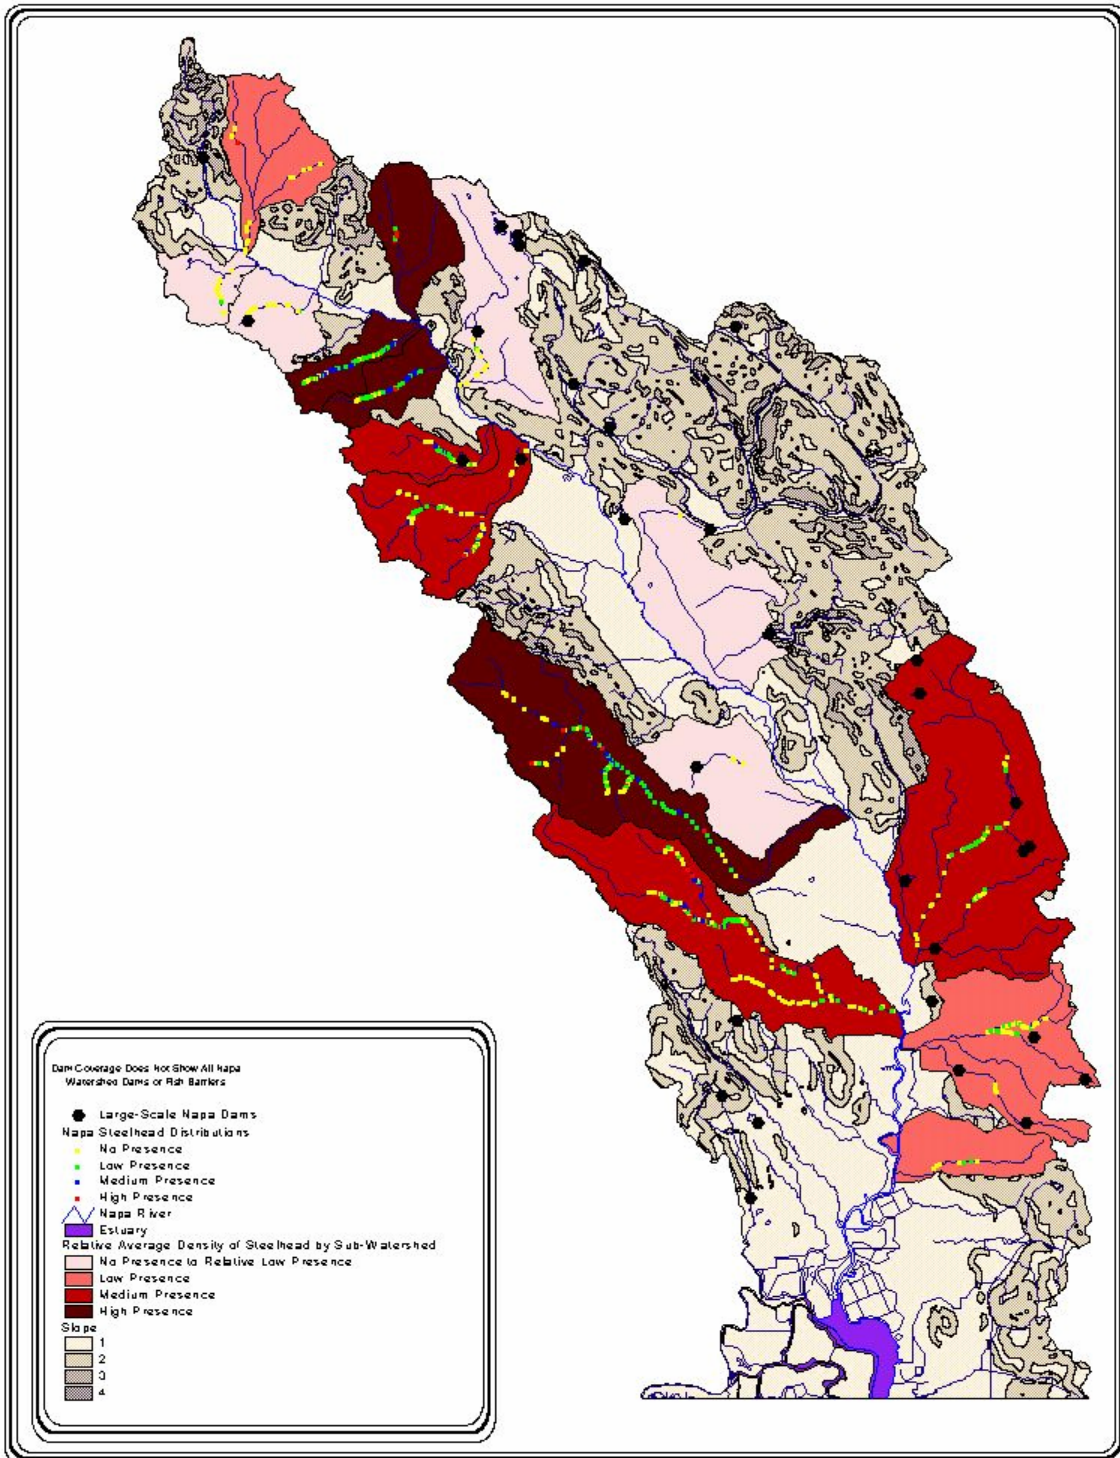 Dam Coverage Does Not Show All Napa
Watershed Dams or Fish Barriers
Large-Scale Napa Dams
Napa Steelhead Distributions
No Presence
Low Presence
Medium Presence
High Presence
Napa River
Estuary
Relative Average Density of Steelhead by Sub-Watershed
No Presence to Relative Low Presence
Low Presence
Medium Presence
High Presence
Slope
1
2
3
4